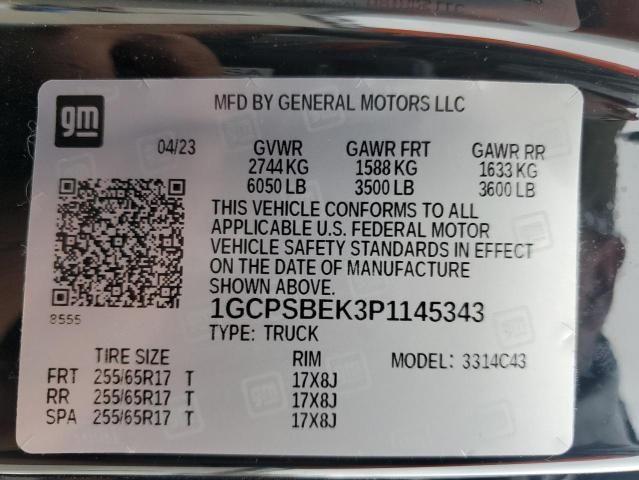 gm
MFD BY GENERAL MOTORS LLC
04/23 GVWR GAWR FRT GAWR RR
2744 KG 1588 KG 1633 KG
6050 LB 3500 LB 3600 LB
THIS VEHICLE CONFORMS TO ALL
APPLICABLE U.S. FEDERAL MOTOR
VEHICLE SAFETY STANDARDS IN EFFECT
ON THE DATE OF MANUFACTURE
SHOWN ABOVE.
8555
1GCPSBEK3P1145343
TYPE: TRUCK
TIRE SIZE RIM MODEL: 3314C43
FRT 255/65R17 T 17X8J
RR 255/65R17 T 17X8J
SPA 255/65R17 T 17X8J